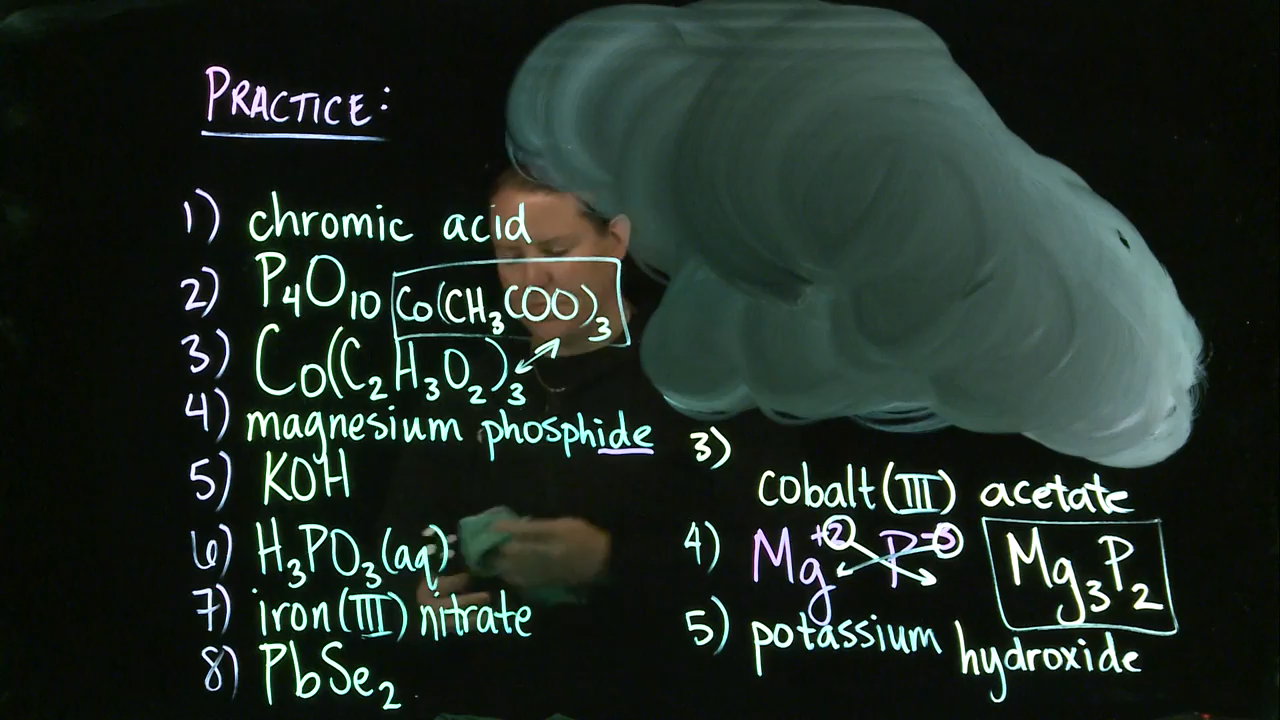 PRACTICE:
1) chromic acid
2) P₄O₁₀
Co(CH₃COO)₃
3) Co(C₂H₃O₂)₃
4) magnesium phosphide
5) KOH
6) H₃PO₃(aq)
7) iron(III) nitrate
8) PbSe₂
3) cobalt(III) acetate
4) Mg⁺² P⁻³ Mg₃P₂
5) potassium hydroxide